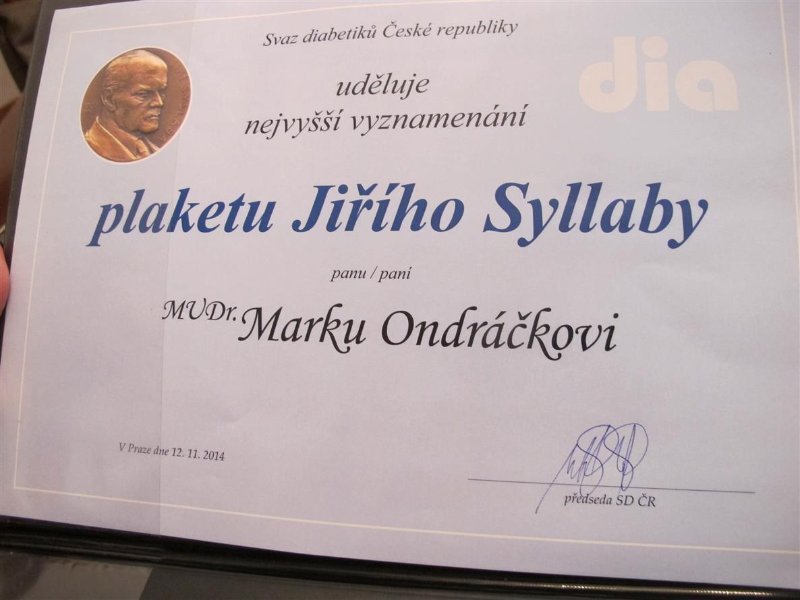 Svaz diabetiků České republiky
dia
uděluje
nejvyšší vyznamenání
plaketu Jiřího Syllaby
panu / paní
MUDr. Marku Ondráčkovi
V Praze dne 12. 11. 2014
předseda SD ČR